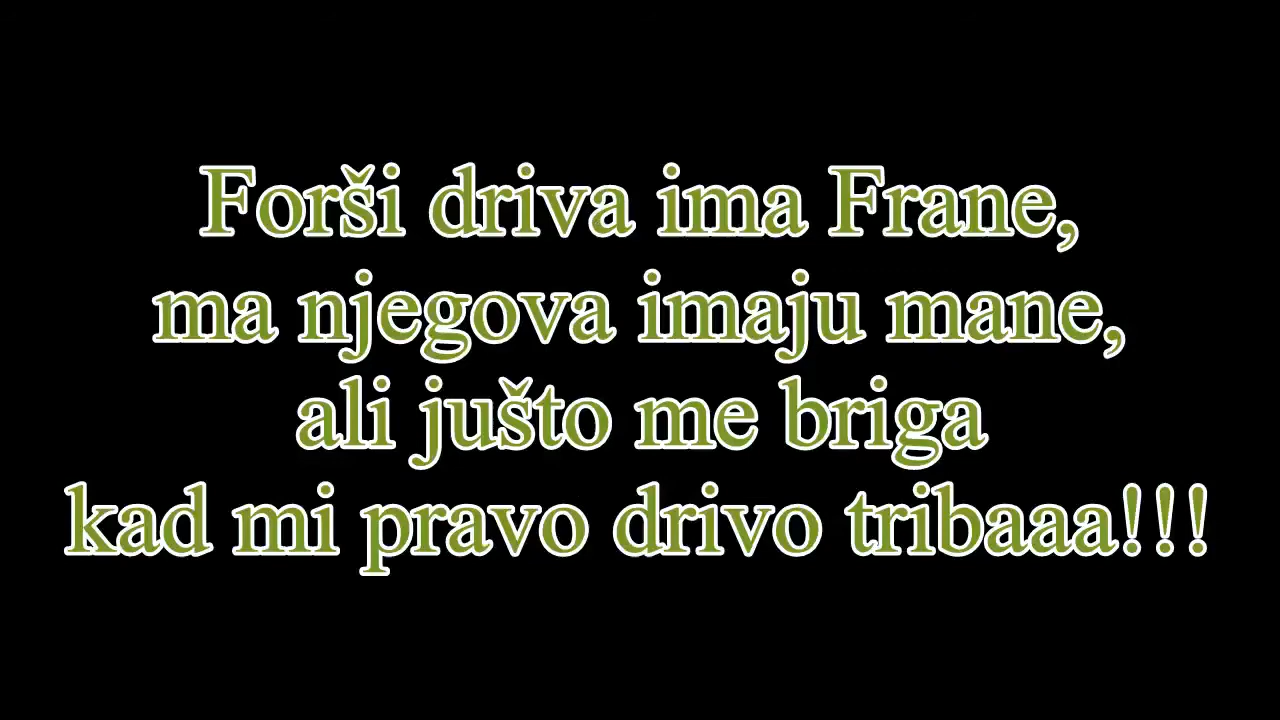 Forši driva ima Frane,
ma njegova imaju mane,
ali jušto me briga
kad mi pravo drivo tribaaa!!!